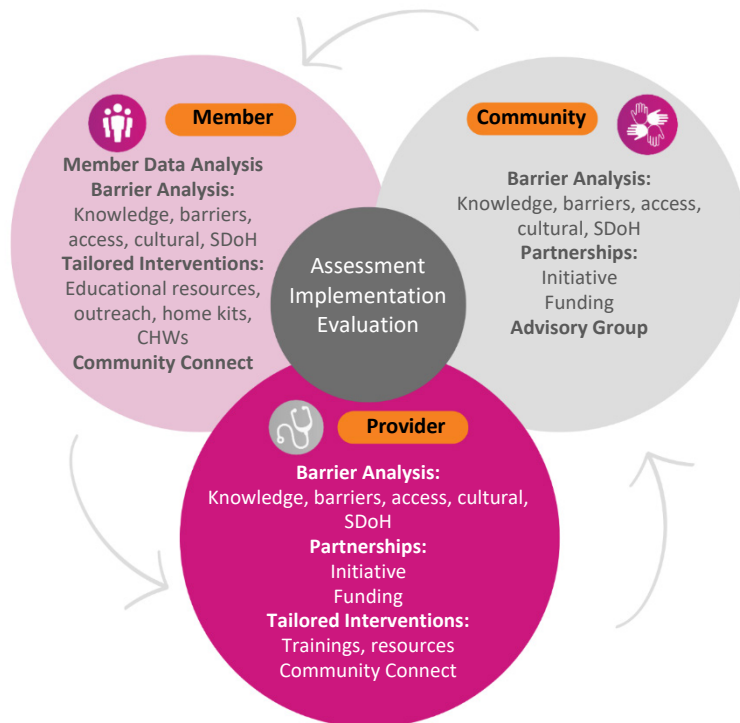 Member
Member Data Analysis
Barrier Analysis:
Knowledge, barriers,
access, cultural, SDoH
Tailored Interventions:
Educational resources,
outreach, home kits,
CHWs
Community Connect
Community
Barrier Analysis:
Knowledge, barriers, access,
cultural, SDoH
Partnerships:
Initiative
Funding
Advisory Group
Assessment
Implementation
Evaluation
Provider
Barrier Analysis:
Knowledge, barriers, access, cultural,
SDoH
Partnerships:
Initiative
Funding
Tailored Interventions:
Trainings, resources
Community Connect